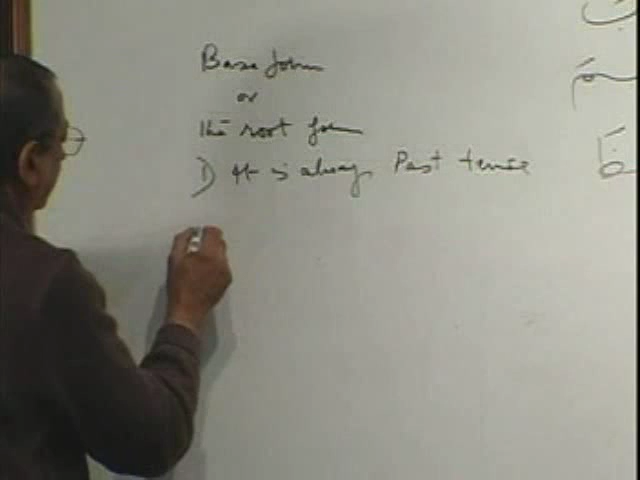 Base form
or
the root form
1) It is always Past tense